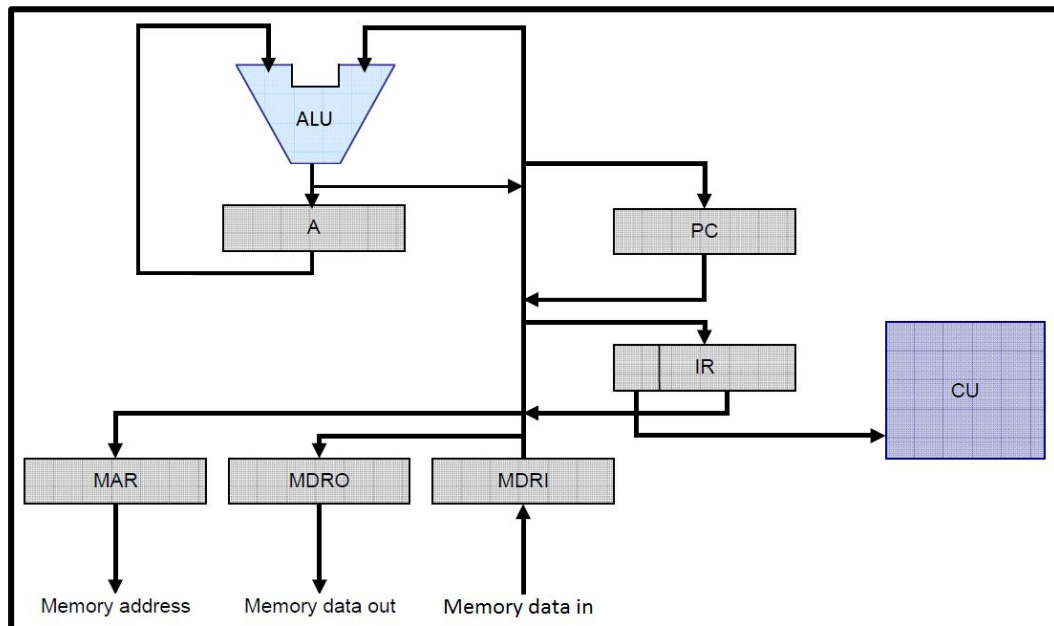 ALU
A
PC
IR
CU
MAR
MDRO
MDRI
Memory address
Memory data out
Memory data in